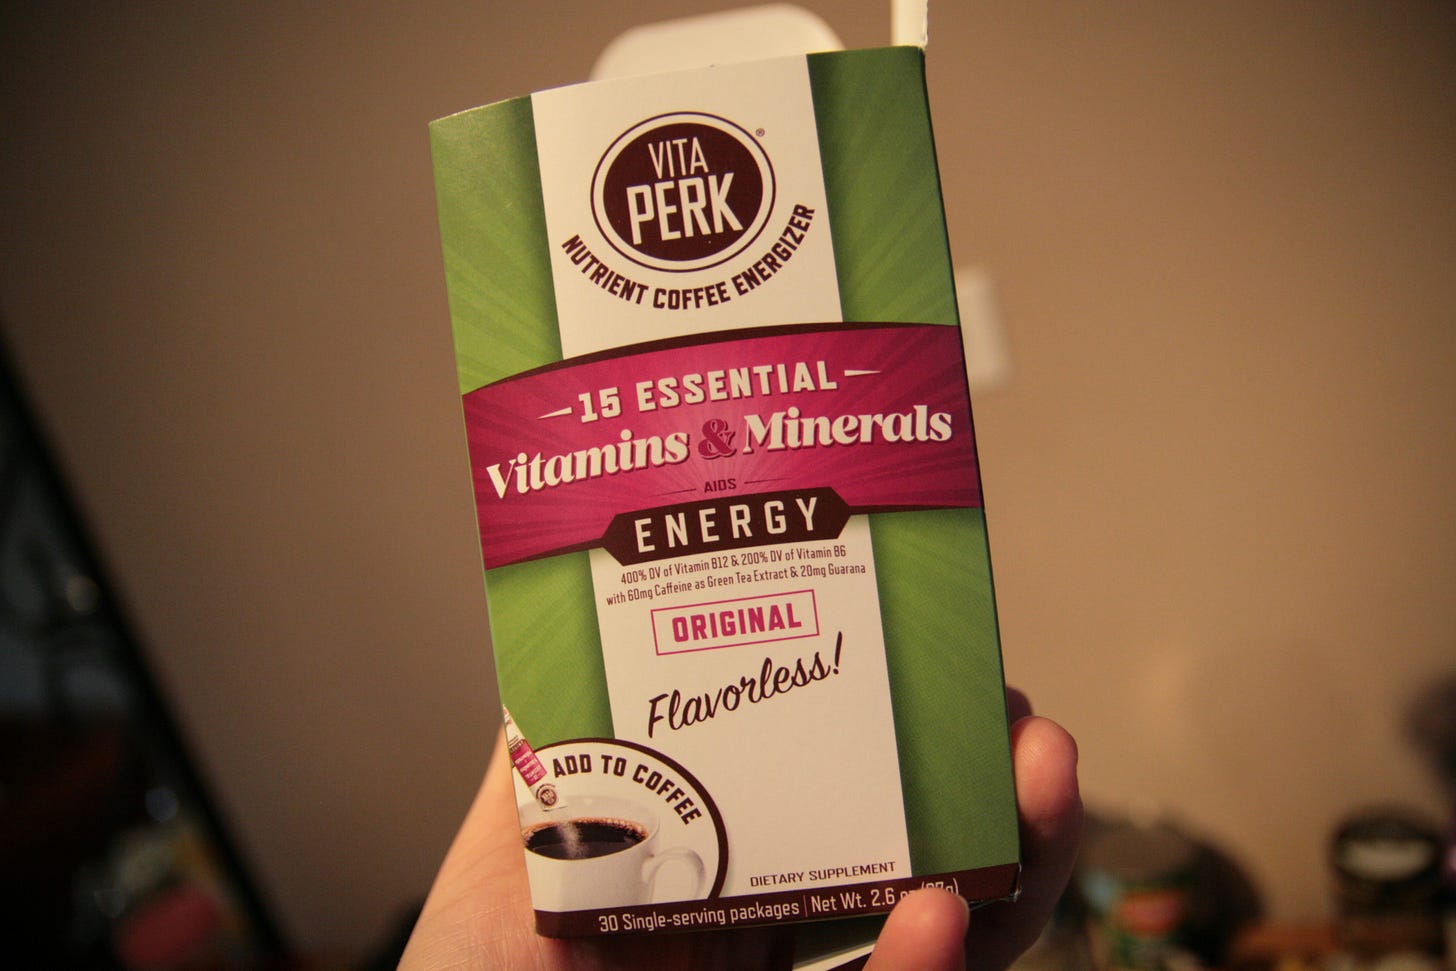 VITA
PERK®
NUTRIENT COFFEE ENERGIZER
15 ESSENTIAL
Vitamins & Minerals
AIDS
ENERGY
400% DV of Vitamin B12 & 200% DV of Vitamin B6
with 60mg Caffeine as Green Tea Extract & 20mg Guarana
ORIGINAL
Flavorless!
ADD TO COFFEE
DIETARY SUPPLEMENT
30 Single-serving packages | Net Wt. 2.6